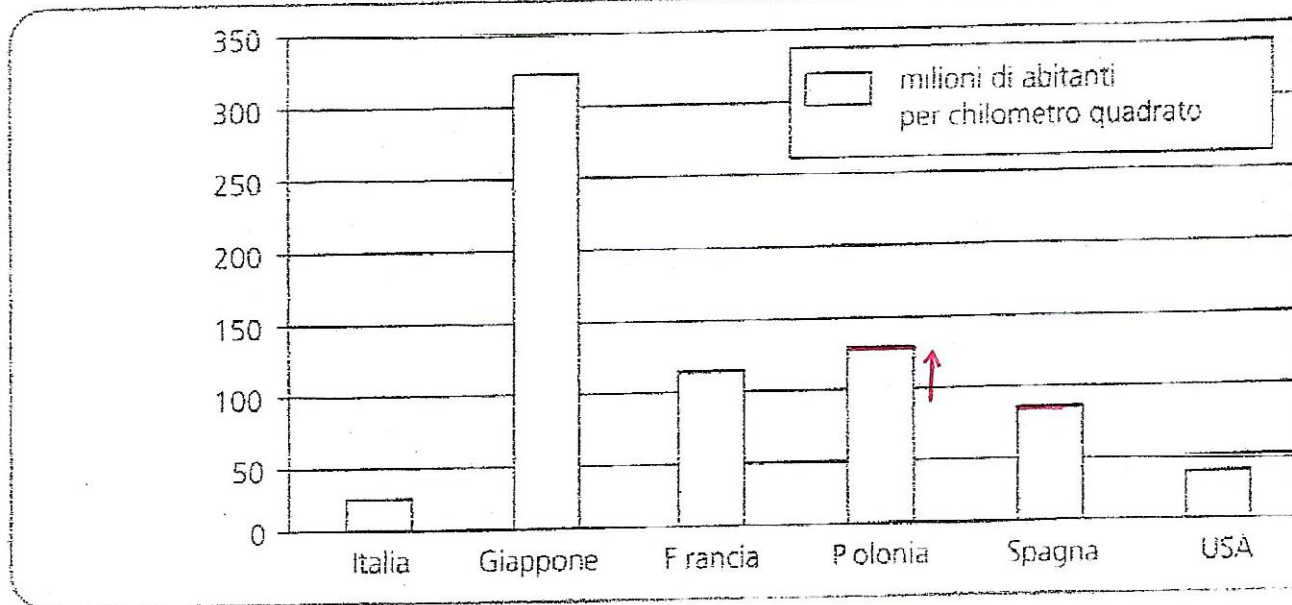 350
300
250
200
150
100
50
0
milioni di abitanti
per chilometro quadrato
Italia Giappone Francia Polonia Spagna USA